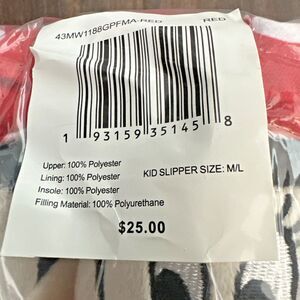 43MW1188GPFMA-RED RED
1 93159 35145 8
Upper: 100% Polyester
Lining: 100% Polyester
Insole: 100% Polyester
Filling Material: 100% Polyurethane
KID SLIPPER SIZE: M/L
$25.00